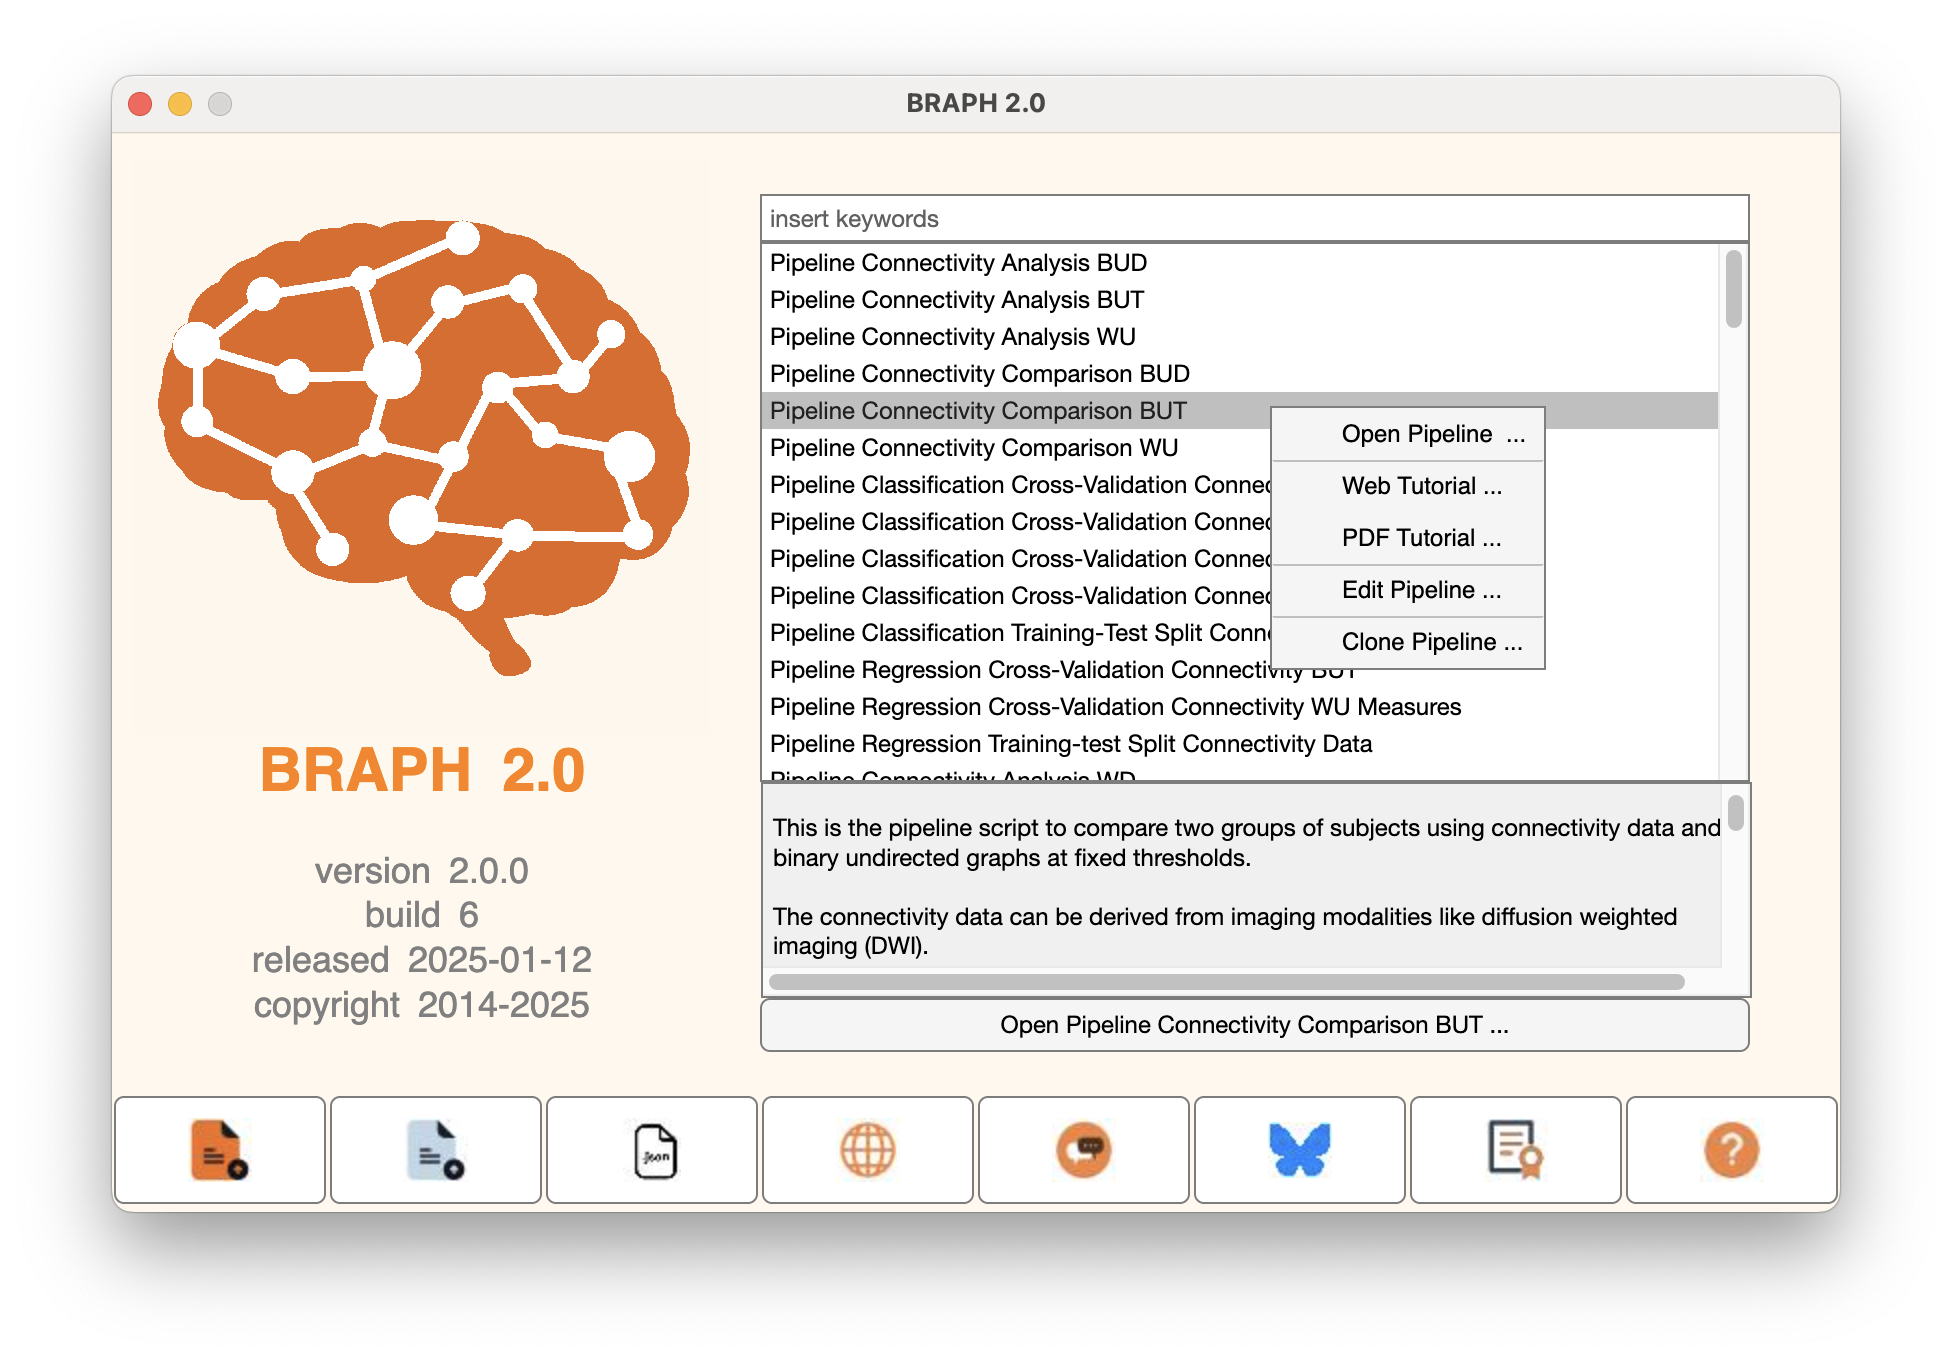 BRAPH 2.0
insert keywords
Pipeline Connectivity Analysis BUD
Pipeline Connectivity Analysis BUT
Pipeline Connectivity Analysis WU
Pipeline Connectivity Comparison BUD
Pipeline Connectivity Comparison BUT
Pipeline Connectivity Comparison WU
Pipeline Classification Cross-Validation
Pipeline Classification Cross-Validation
Pipeline Classification Cross-Validation
Pipeline Classification Cross-Validation
Pipeline Classification Training-Test Split
Pipeline Regression Cross-Validation Connectivity BUT
Pipeline Regression Cross-Validation Connectivity WU Measures
Pipeline Regression Training-test Split Connectivity Data
Pipeline Connectivity Analysis WD
Open Pipeline ...
Web Tutorial ...
PDF Tutorial ...
Edit Pipeline ...
Clone Pipeline ...
This is the pipeline script to compare two groups of subjects using connectivity data and
binary undirected graphs at fixed thresholds.
The connectivity data can be derived from imaging modalities like diffusion weighted
imaging (DWI).
Open Pipeline Connectivity Comparison BUT ...
BRAPH 2.0
version 2.0.0
build 6
released 2025-01-12
copyright 2014-2025
json
?